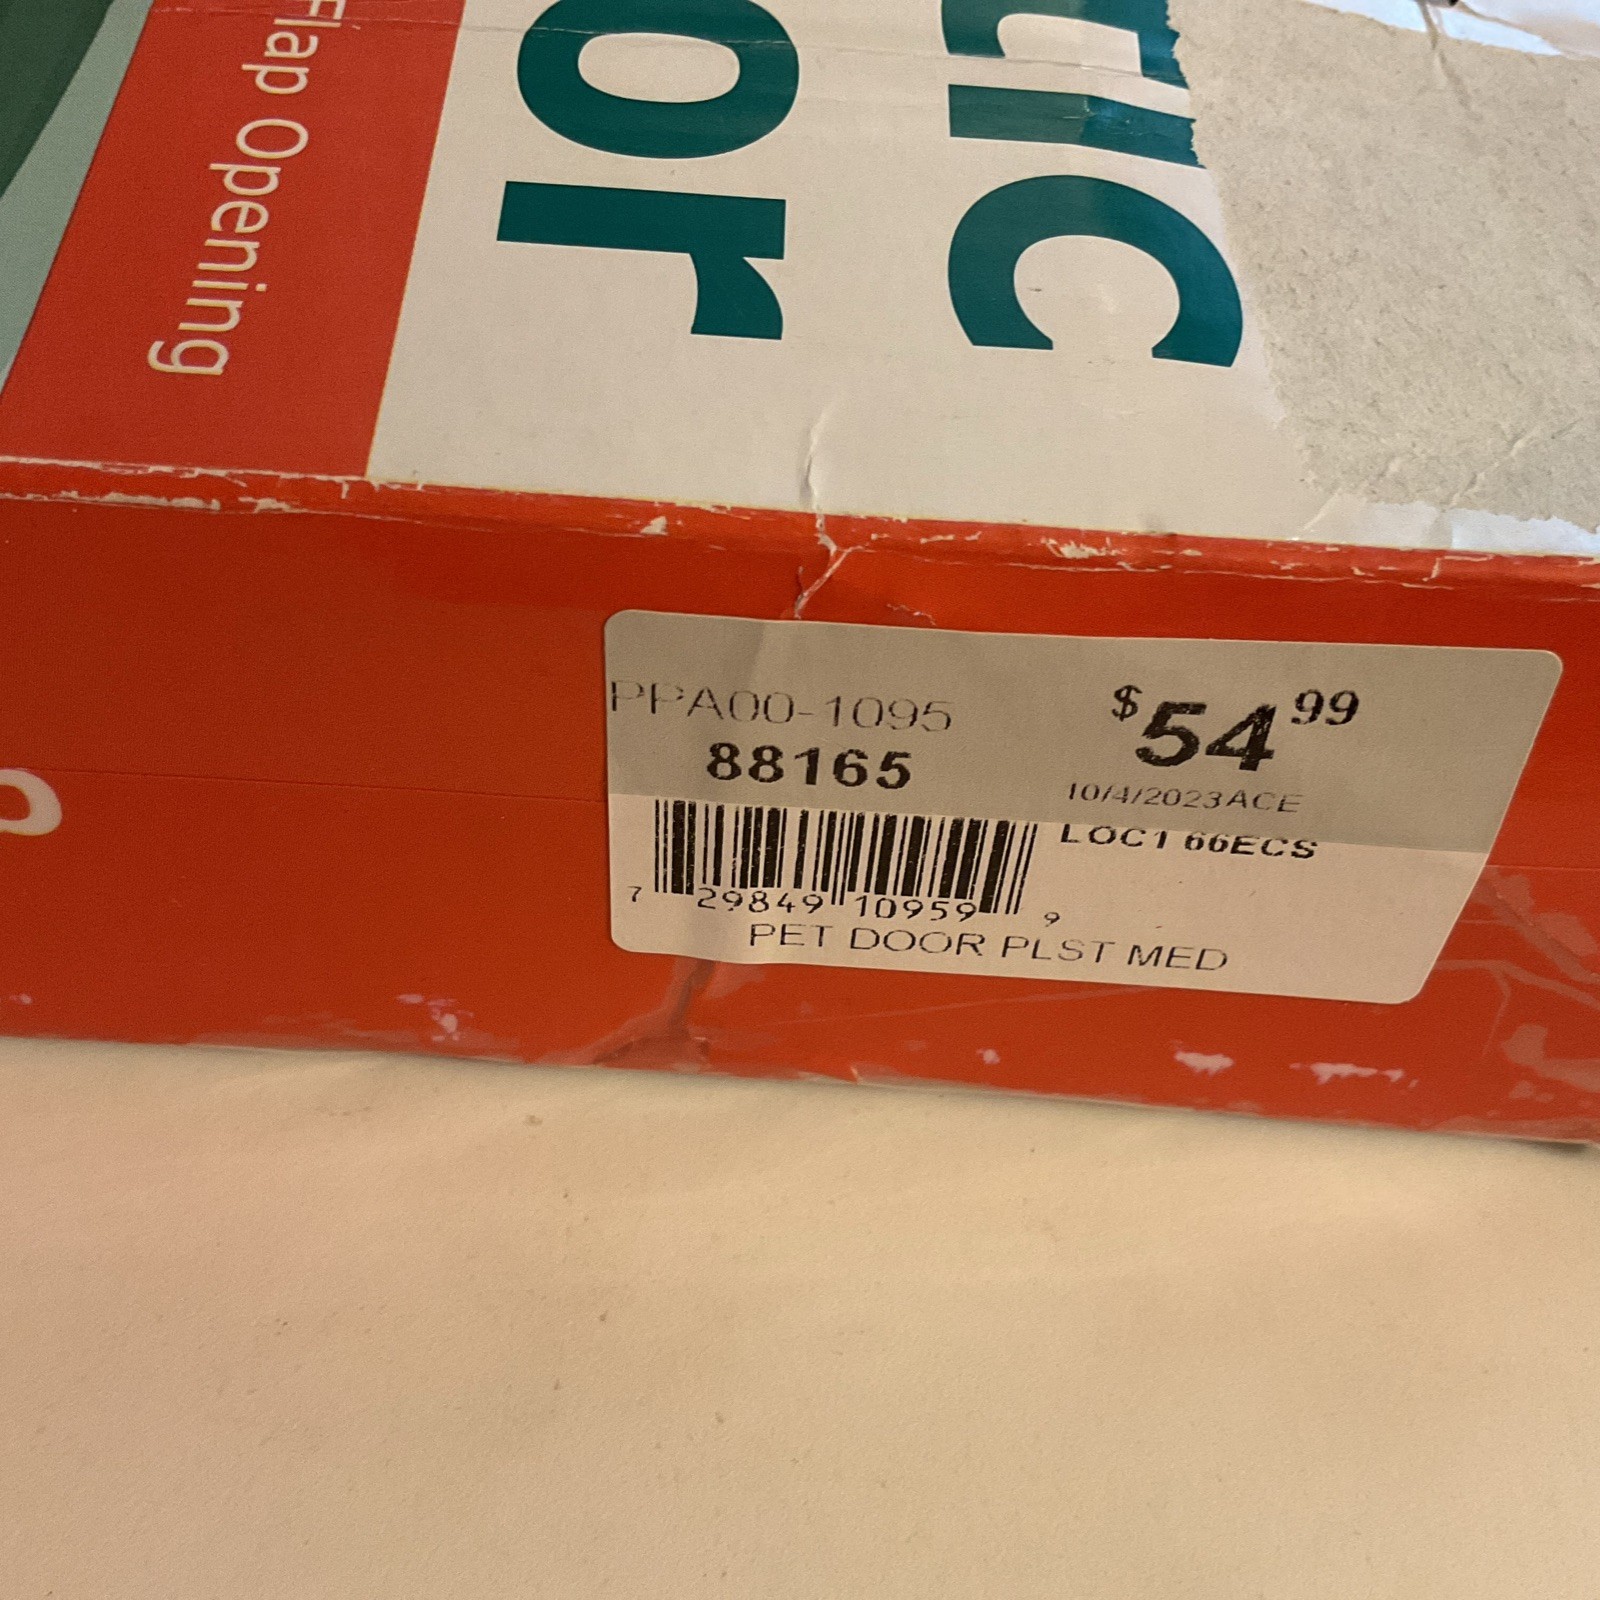 Flap Opening
or
PPA00-1095
88165
$54 99
10/4/2023ACE
LOC1 66ECS
7 29849 10959 9
PET DOOR PLST MED